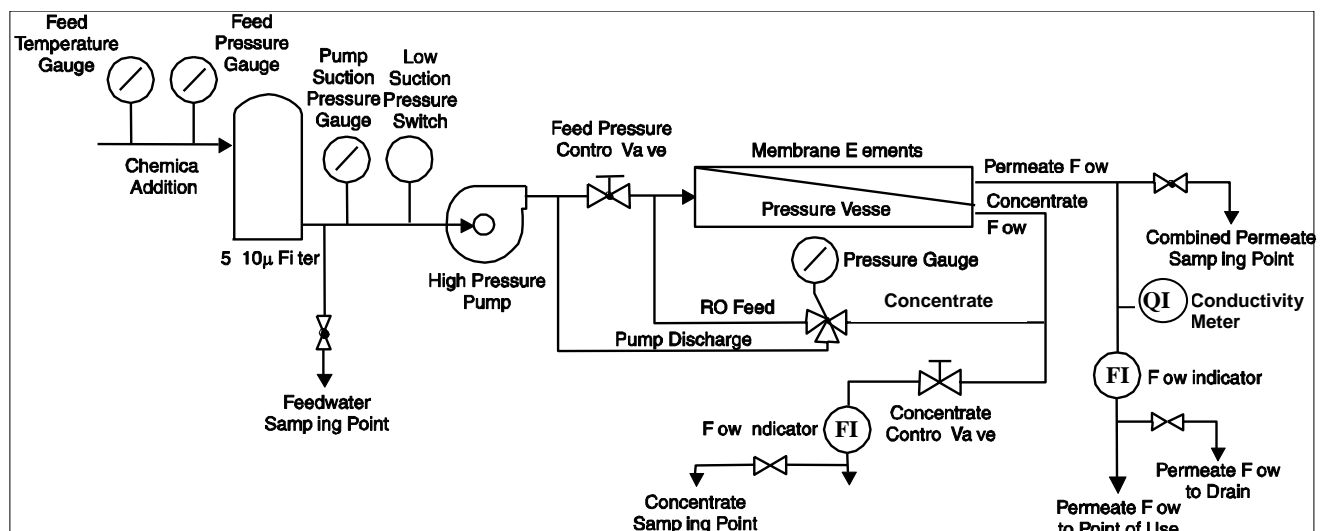 Feed
Temperature
Gauge
Feed
Pressure
Gauge
Pump
Suction
Pressure
Gauge
Low
Suction
Pressure
Switch
Chemica
Addition
5 10µ Fi ter
Feedwater
Samp ing Point
High Pressure
Pump
Feed Pressure
Contro Va ve
Membrane E ements
Pressure Vesse
Permeate F ow
Concentrate
F ow
Combined Permeate
Samp ing Point
Pressure Gauge
RO Feed
Concentrate
Pump Discharge
QI
Conductivity
Meter
FI
F ow indicator
Concentrate
Contro Va ve
F ow ndicator
FI
Concentrate
Samp ing Point
Permeate F ow
to Drain
Permeate F ow
to Point of Use